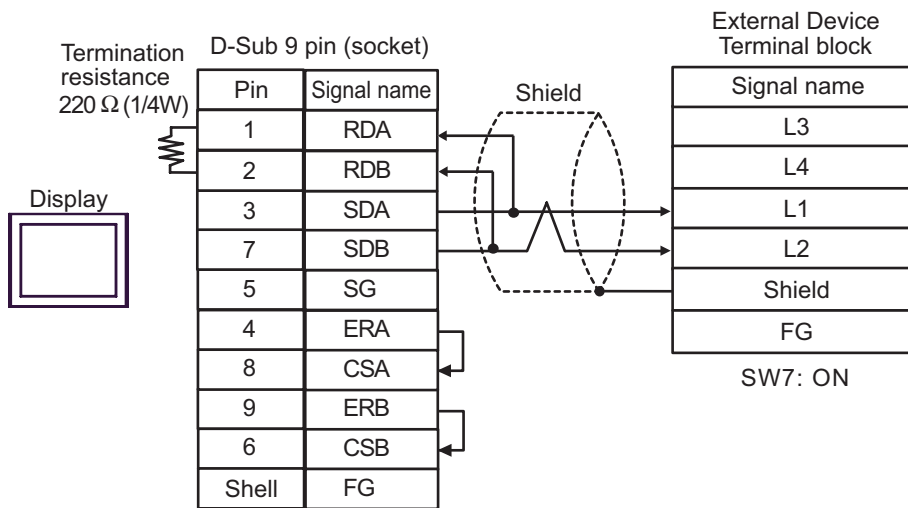 External Device
Terminal block
Termination
resistance
220 Ω (1/4W)
D-Sub 9 pin (socket)
Pin Signal name
1 RDA
2 RDB
3 SDA
7 SDB
5 SG
4 ERA
8 CSA
9 ERB
6 CSB
Shell FG
Display
Shield
Signal name
L3
L4
L1
L2
Shield
FG
SW7: ON